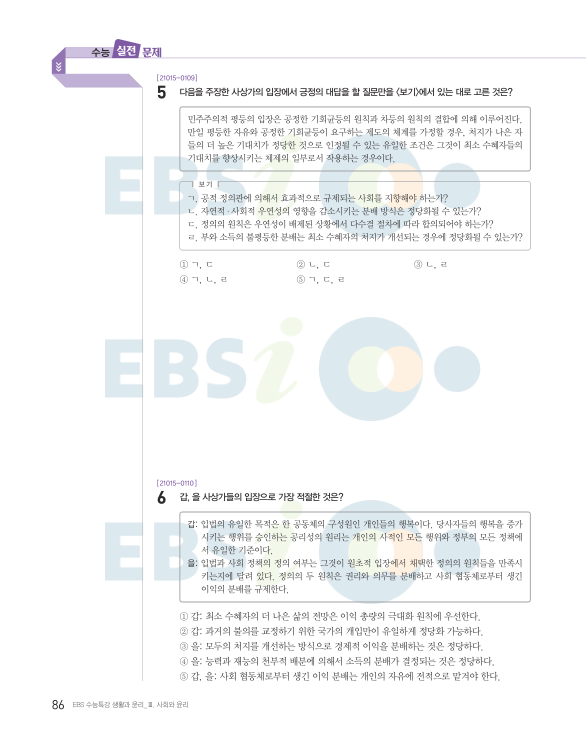 수능 실전 문제
[21015-0109]
5 다음을 주장한 사상가의 입장에서 긍정의 대답을 할 질문만을 <보기>에서 있는 대로 고른 것은?
민주주의적 평등의 입장은 공정한 기회균등의 원칙과 차등의 원칙의 결합에 의해 이루어진다.
만일 평등한 자유와 공정한 기회균등이 요구하는 제도의 체계를 가정할 경우, 처지가 나은 자
들의 더 높은 기대치가 정당한 것으로 인정될 수 있는 유일한 조건은 그것이 최소 수혜자들의
기대치를 향상시키는 체제의 일부로서 작용하는 경우이다.
보기
ㄱ. 공적 정의관에 의해서 효과적으로 규제되는 사회를 지향해야 하는가?
ㄴ. 자연적·사회적 우연성의 영향을 감소시키는 분배 방식은 정당화될 수 있는가?
ㄷ. 정의의 원칙은 우연성이 배제된 상황에서 다수결 절차에 따라 합의되어야 하는가?
ㄹ. 부와 소득의 불평등한 분배는 최소 수혜자의 처지가 개선되는 경우에 정당화될 수 있는가?
① ㄱ, ㄷ ② ㄴ, ㄷ ③ ㄴ, ㄹ
④ ㄱ, ㄴ, ㄹ ⑤ ㄱ, ㄷ, ㄹ
EBSi
[21015-0110]
6 갑, 을 사상가들의 입장으로 가장 적절한 것은?
갑: 입법의 유일한 목적은 한 공동체의 구성원인 개인들의 행복이다. 당사자들의 행복을 증가
시키는 행위를 승인하는 공리성의 원리는 개인의 사적인 모든 행위와 정부의 모든 정책에
서 유일한 기준이다.
을: 입법과 사회 정책의 정의 여부는 그것이 원초적 입장에서 채택한 정의의 원칙들을 만족시
키는지에 달려 있다. 정의의 두 원칙은 권리와 의무를 분배하고 사회 협동체로부터 생긴
이익의 분배를 규제한다.
① 갑: 최소 수혜자의 더 나은 삶의 전망은 이익 총량의 극대화 원칙에 우선한다.
② 갑: 과거의 불의를 교정하기 위한 국가의 개입만이 유일하게 정당화 가능하다.
③ 을: 모두의 처지를 개선하는 방식으로 경제적 이익을 분배하는 것은 정당하다.
④ 을: 능력과 재능의 천부적 배분에 의해서 소득의 분배가 결정되는 것은 정당하다.
⑤ 갑, 을: 사회 협동체로부터 생긴 이익 분배는 개인의 자유에 전적으로 맡겨야 한다.
86 EBS 수능특강 생활과 윤리_ Ⅲ. 사회와 윤리